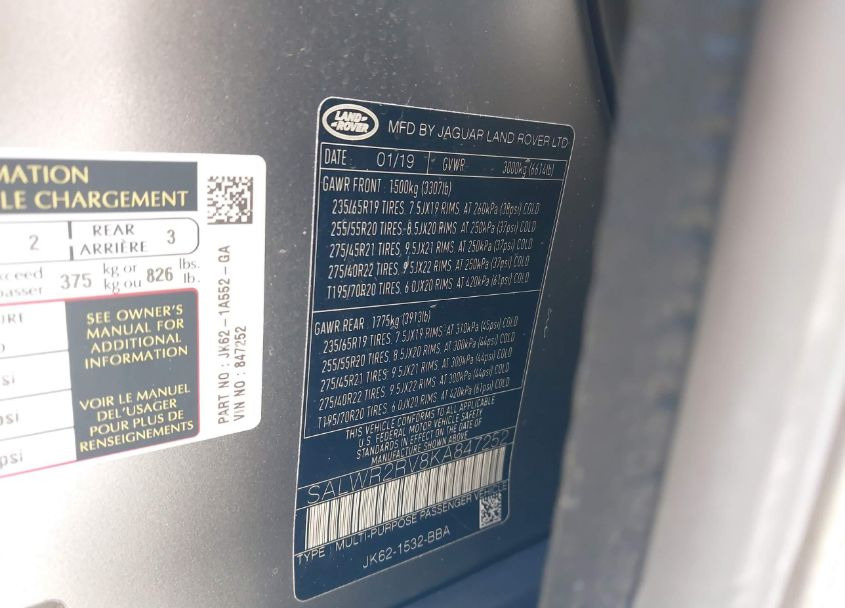 MATION
LE CHARGEMENT
2 REAR ARRIÈRE 3
xceed
passer 375 kg or kg ou 826 lbs. lb.
SEE OWNER'S
MANUAL FOR
ADDITIONAL
INFORMATION
VOIR LE MANUEL
DEL'USAGER
POUR PLUS DE
RENSEIGNEMENTS
psi
PART NO : JK62-1A552-GA
VIN NO : 847252
LAND ROVER
MFD BY JAGUAR LAND ROVER LTD
DATE 01/19 GVWR 3000kg (6614lb)
GAWR FRONT 1500kg (3307lb)
235/65R19 TIRES, 7.5JX19 RIMS, AT 260kPa (38psi) COLD
255/55R20 TIRES, 8.5JX20 RIMS, AT 250kPa (37psi) COLD
275/45R21 TIRES, 9.5JX21 RIMS, AT 250kPa (37psi) COLD
275/40R22 TIRES, 9.5JX22 RIMS, AT 250kPa (37psi) COLD
T195/70R20 TIRES, 6.0JX20 RIMS, AT 420kPa (61psi) COLD
GAWR REAR 1775kg (3913lb)
235/65R19 TIRES, 7.5JX19 RIMS, AT 310kPa (45psi) COLD
255/55R20 TIRES, 8.5JX20 RIMS, AT 300kPa (44psi) COLD
275/45R21 TIRES, 9.5JX21 RIMS, AT 300kPa (44psi) COLD
275/40R22 TIRES, 9.5JX22 RIMS, AT 300kPa (44psi) COLD
T195/70R20 TIRES, 6.0JX20 RIMS, AT 420kPa (61psi) COLD
THIS VEHICLE CONFORMS TO ALL APPLICABLE
U.S. FEDERAL MOTOR VEHICLE SAFETY
STANDARDS IN EFFECT ON THE DATE OF
MANUFACTURE SHOWN ABOVE
SALWR2RV8KA847252
TYPE : MULTI-PURPOSE PASSENGER VEHICLE
JK62-1532-BBA